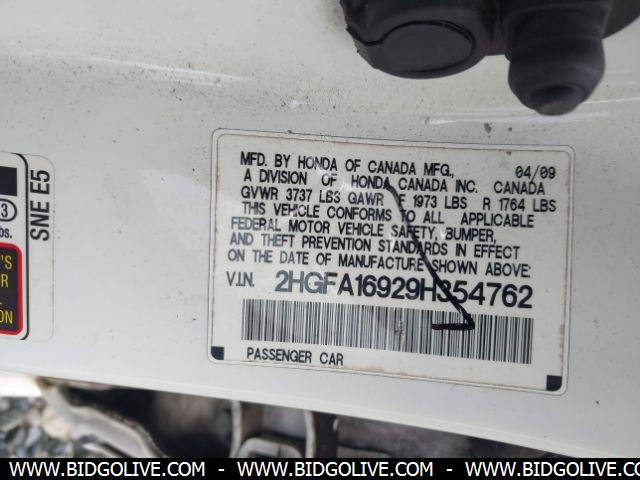 MFD. BY HONDA OF CANADA MFG., 04/09
A DIVISION OF HONDA CANADA INC. CANADA
GVWR 3737 LBS GAWR F 1973 LBS R 1764 LBS
THIS VEHICLE CONFORMS TO ALL APPLICABLE
FEDERAL MOTOR VEHICLE SAFETY, BUMPER,
AND THEFT PREVENTION STANDARDS IN EFFECT
ON THE DATE OF MANUFACTURE SHOWN ABOVE.
V.I.N. 2HGFA16929H354762
PASSENGER CAR
SNE E5
3
bs.
'S
R
ON
WWW.BIDGOLIVE.COM - WWW.BIDGOLIVE.COM - WWW.BIDGOLIVE.COM